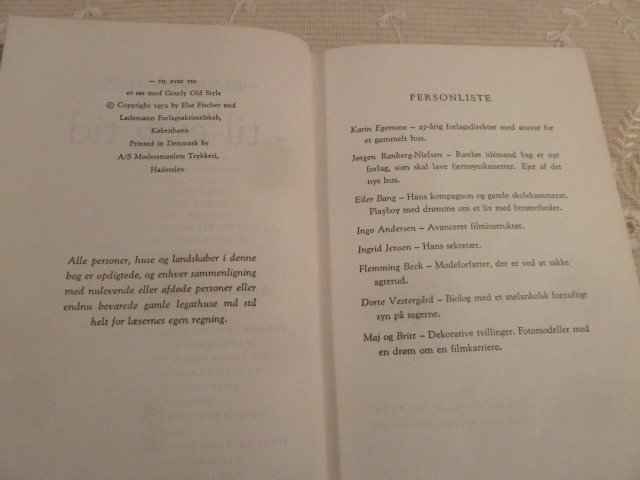 — TIL EVIG TID
er sat med Goudy Old Style
© Copyright 1972 by Else Fischer and
Lademann Forlagsaktieselskab,
København
Printed in Denmark by
A/S Modersmaalets Trykkeri,
Haderslev
Alle personer, huse og landskaber i denne
bog er opdigtede, og enhver sammenligning
med nulevende eller afdøde personer eller
endnu bevarede gamle legathuse må stå
helt for læsernes egen regning.
PERSONLISTE
Karin Egemose – 27-årig forlagsdirektør med ansvar for
et gammelt hus.
Jørgen Ranberg-Nielsen – Rastløs idémand bag et nyt
forlag, som skal lave fjernsynskassetter. Ejer af det
nye hus.
Eiler Bang – Hans kompagnon og gamle skolekammerat.
Playboy med drømme om et liv med berømtheder.
Ingo Andersen – Avanceret filminstruktør.
Ingrid Jensen – Hans sekretær.
Flemming Beck – Modeforfatter, der er ved at sakke
agterud.
Dorte Vestergård – Biolog med et melankolsk fornuftigt
syn på sagerne.
Maj og Britt – Dekorative tvillinger. Fotomodeller med
en drøm om en filmkarriere.